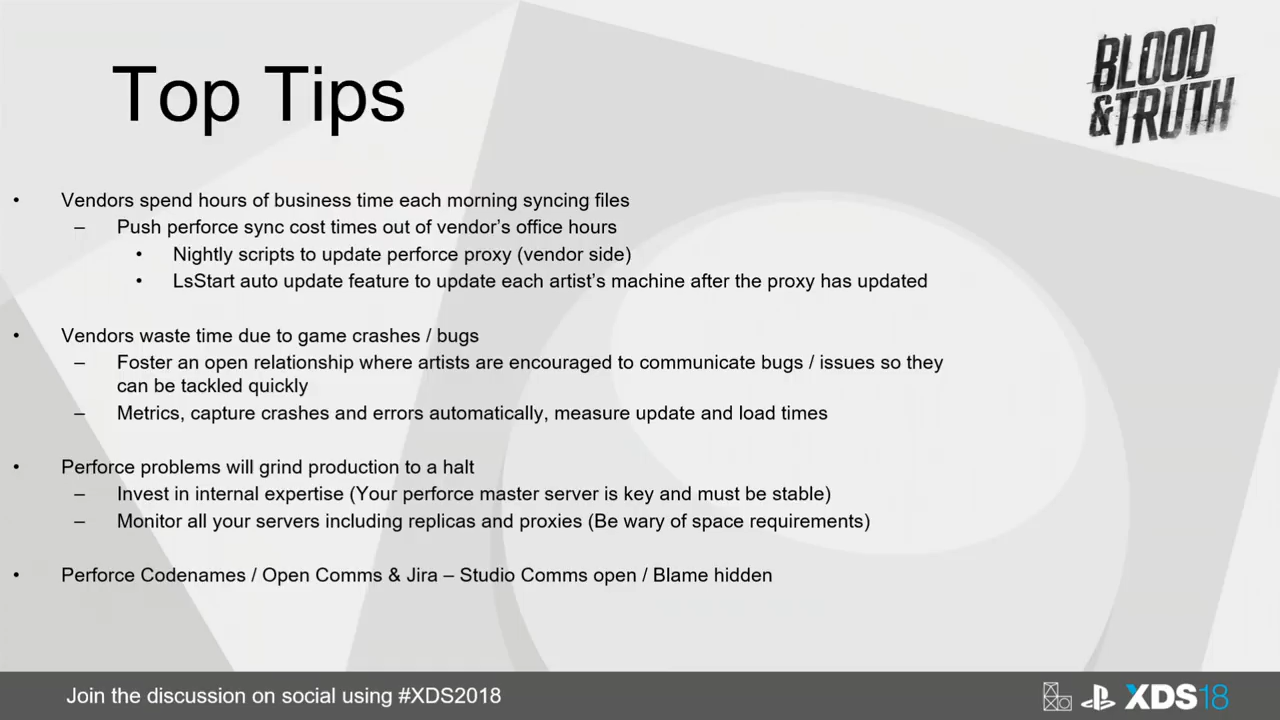 Top Tips
BLOOD
&TRUTH
• Vendors spend hours of business time each morning syncing files
– Push perforce sync cost times out of vendor's office hours
• Nightly scripts to update perforce proxy (vendor side)
• LsStart auto update feature to update each artist's machine after the proxy has updated
• Vendors waste time due to game crashes / bugs
– Foster an open relationship where artists are encouraged to communicate bugs / issues so they
can be tackled quickly
– Metrics, capture crashes and errors automatically, measure update and load times
• Perforce problems will grind production to a halt
– Invest in internal expertise (Your perforce master server is key and must be stable)
– Monitor all your servers including replicas and proxies (Be wary of space requirements)
• Perforce Codenames / Open Comms & Jira – Studio Comms open / Blame hidden
Join the discussion on social using #XDS2018
XDS18